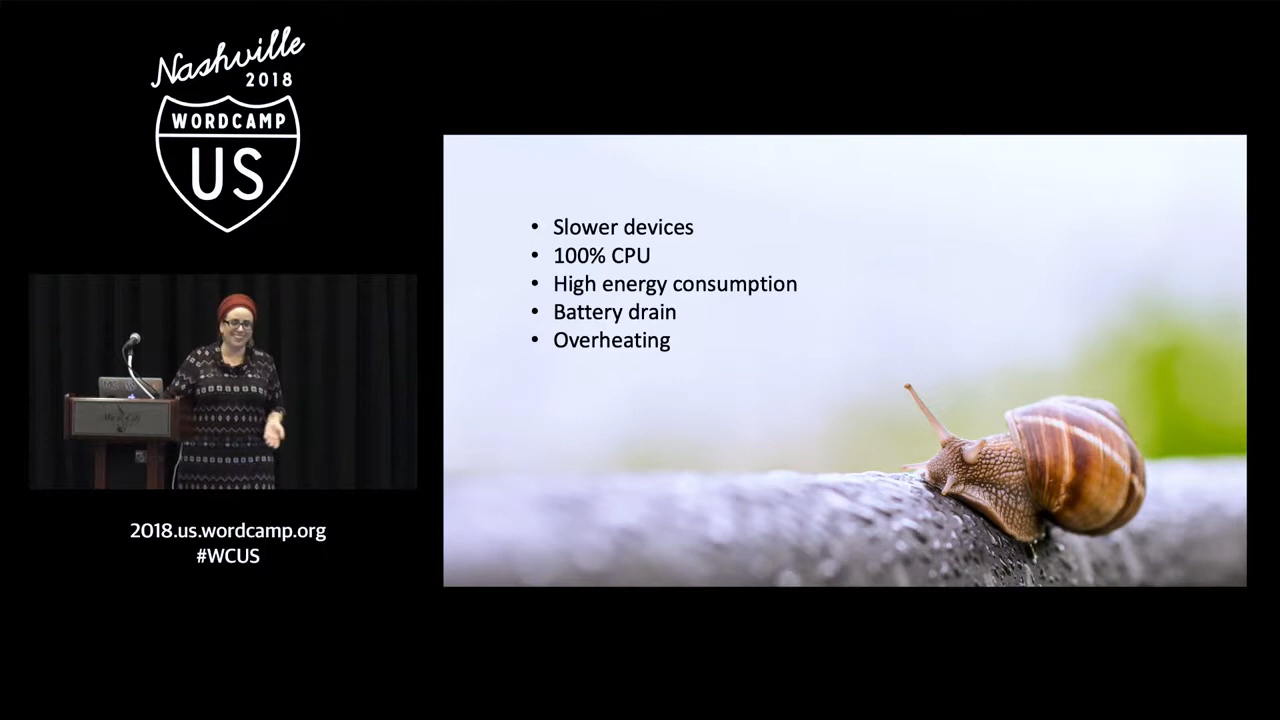 Nashville
2018
WORDCAMP
US
• Slower devices
• 100% CPU
• High energy consumption
• Battery drain
• Overheating
2018.us.wordcamp.org
#WCUS